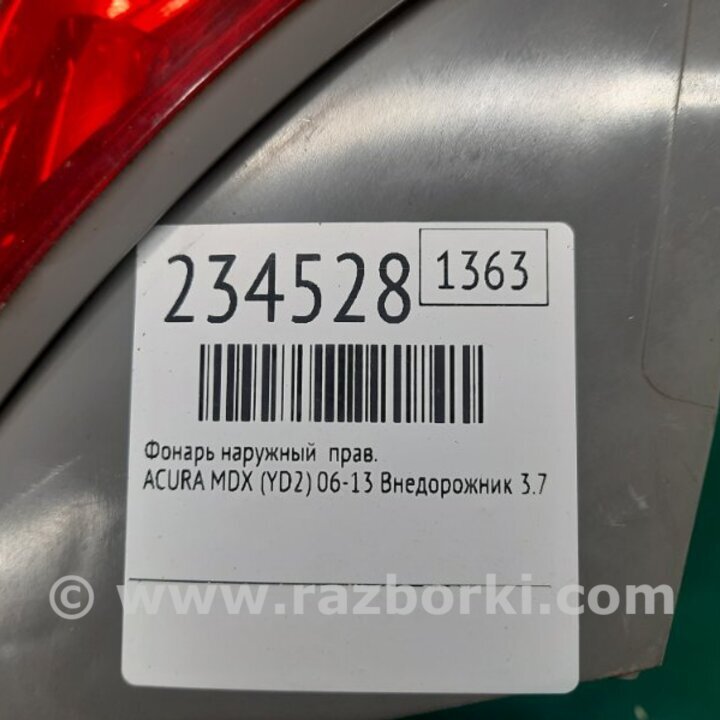 234528
1363
Фонарь наружный прав.
ACURA MDX (YD2) 06-13 Внедорожник 3.7
© www.razborki.com